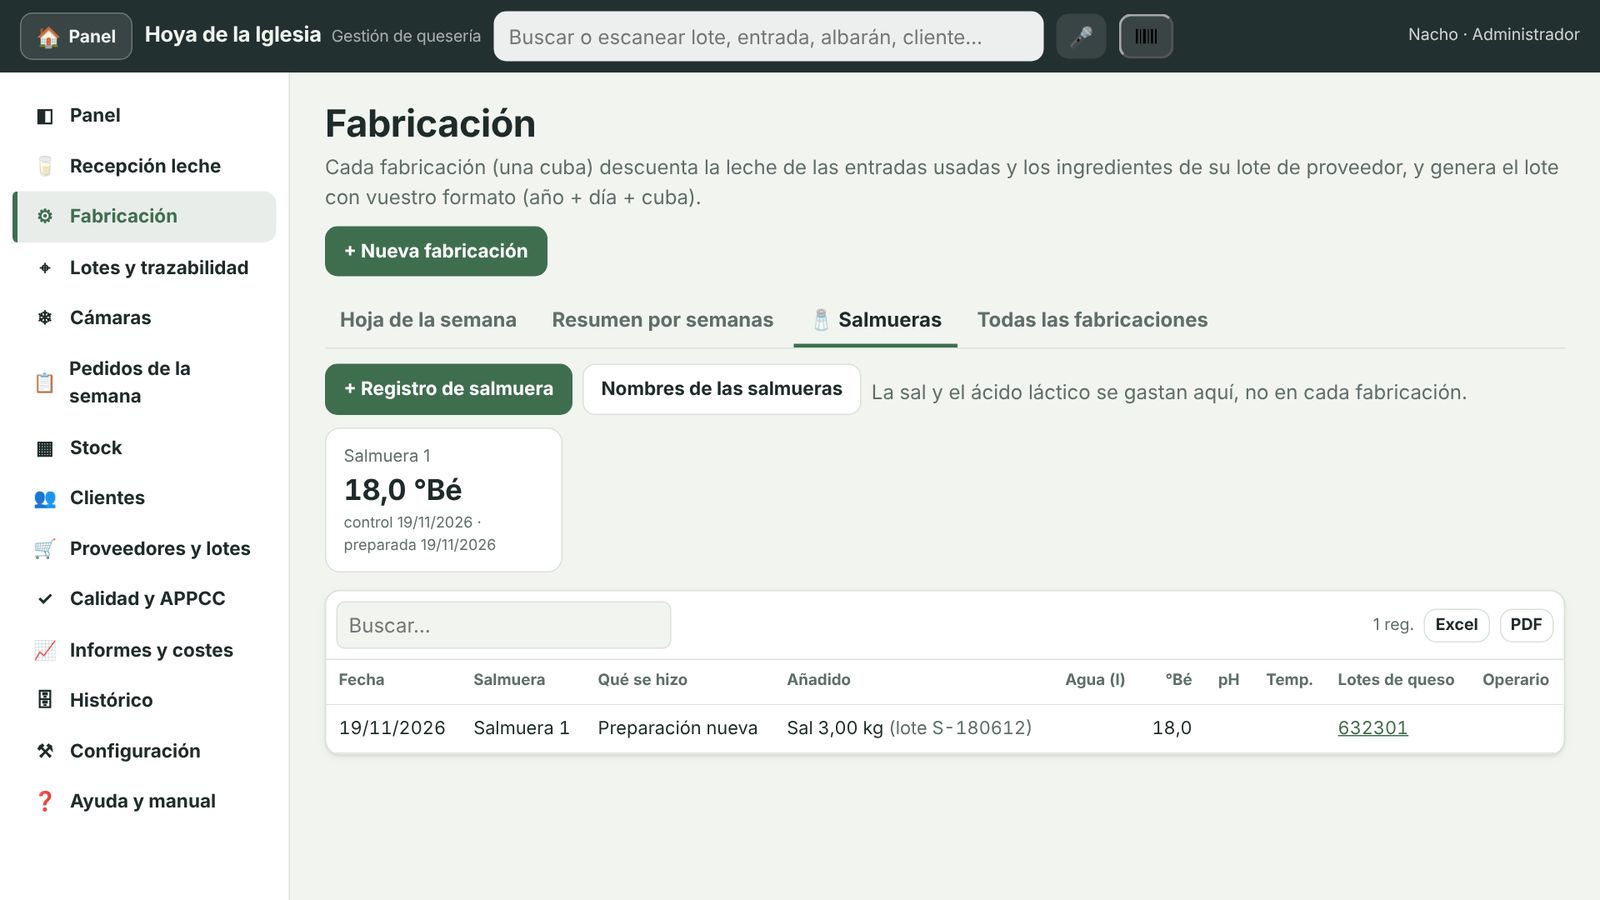 Panel
Hoya de la Iglesia
Gestión de quesería
Buscar o escanear lote, entrada, albarán, cliente...
Nacho · Administrador
Panel
Recepción leche
Fabricación
Lotes y trazabilidad
Cámaras
Pedidos de la
semana
Stock
Clientes
Proveedores y lotes
Calidad y APPCC
Informes y costes
Histórico
Configuración
Ayuda y manual
Fabricación
Cada fabricación (una cuba) descuenta la leche de las entradas usadas y los ingredientes de su lote de proveedor, y genera el lote
con vuestro formato (año + día + cuba).
+ Nueva fabricación
Hoja de la semana
Resumen por semanas
Salmueras
Todas las fabricaciones
+ Registro de salmuera
Nombres de las salmueras
La sal y el ácido láctico se gastan aquí, no en cada fabricación.
Salmuera 1
18,0 °Bé
control 19/11/2026 ·
preparada 19/11/2026
Buscar...
1 reg.
Excel
PDF
Fecha Salmuera Qué se hizo Añadido Agua (l) °Bé pH Temp. Lotes de queso Operario
19/11/2026 Salmuera 1 Preparación nueva Sal 3,00 kg (lote S-180612) 18,0 632301